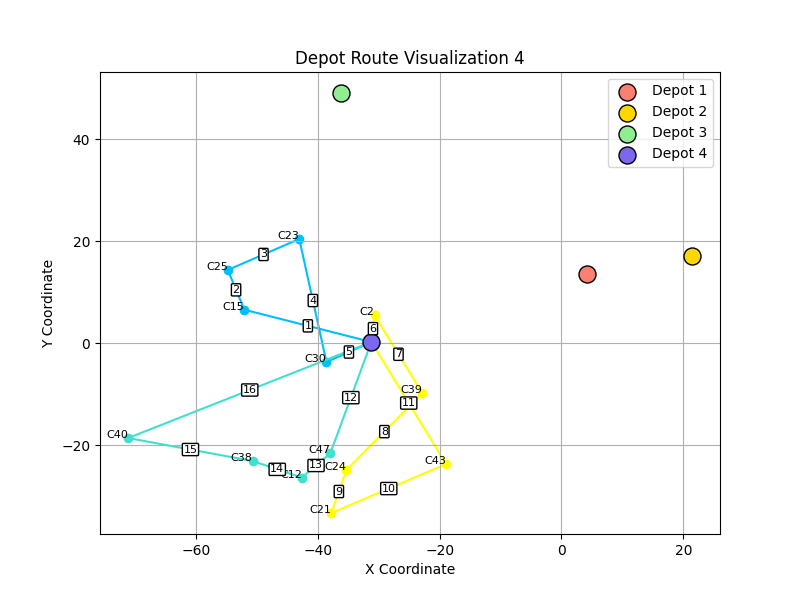 Depot Route Visualization 4
Depot 1
Depot 2
Depot 3
Depot 4
Y Coordinate
40
20
0
−20
C23
C25
3
2
C15
4
C2
1
6
C30
5
7
16
C39
12
11
C40
8
15
C47
C38
13
C24
C43
14
C12
9
10
C21
−60
−40
−20
0
20
X Coordinate